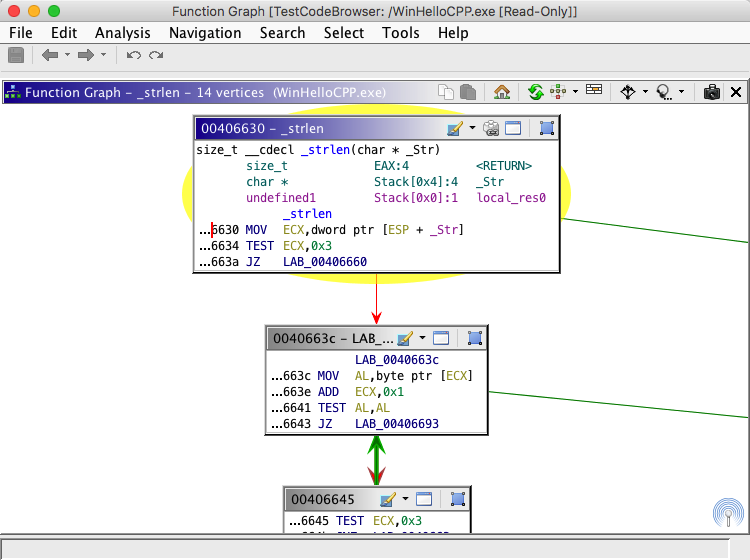 Function Graph [TestCodeBrowser: /WinHelloCPP.exe [Read-Only]]
File Edit Analysis Navigation Search Select Tools Help
Function Graph – _strlen – 14 vertices (WinHelloCPP.exe)
00406630 – _strlen
size_t __cdecl _strlen(char * _Str)
size_t EAX:4 <RETURN>
char * Stack[0x4]:4 _Str
undefined1 Stack[0x0]:1 local_res0
_strlen
...6630 MOV ECX,dword ptr [ESP + _Str]
...6634 TEST ECX,0x3
...663a JZ LAB_00406660
0040663c – LAB_...
LAB_0040663c
...663c MOV AL,byte ptr [ECX]
...663e ADD ECX,0x1
...6641 TEST AL,AL
...6643 JZ LAB_00406693
00406645
...6645 TEST ECX,0x3